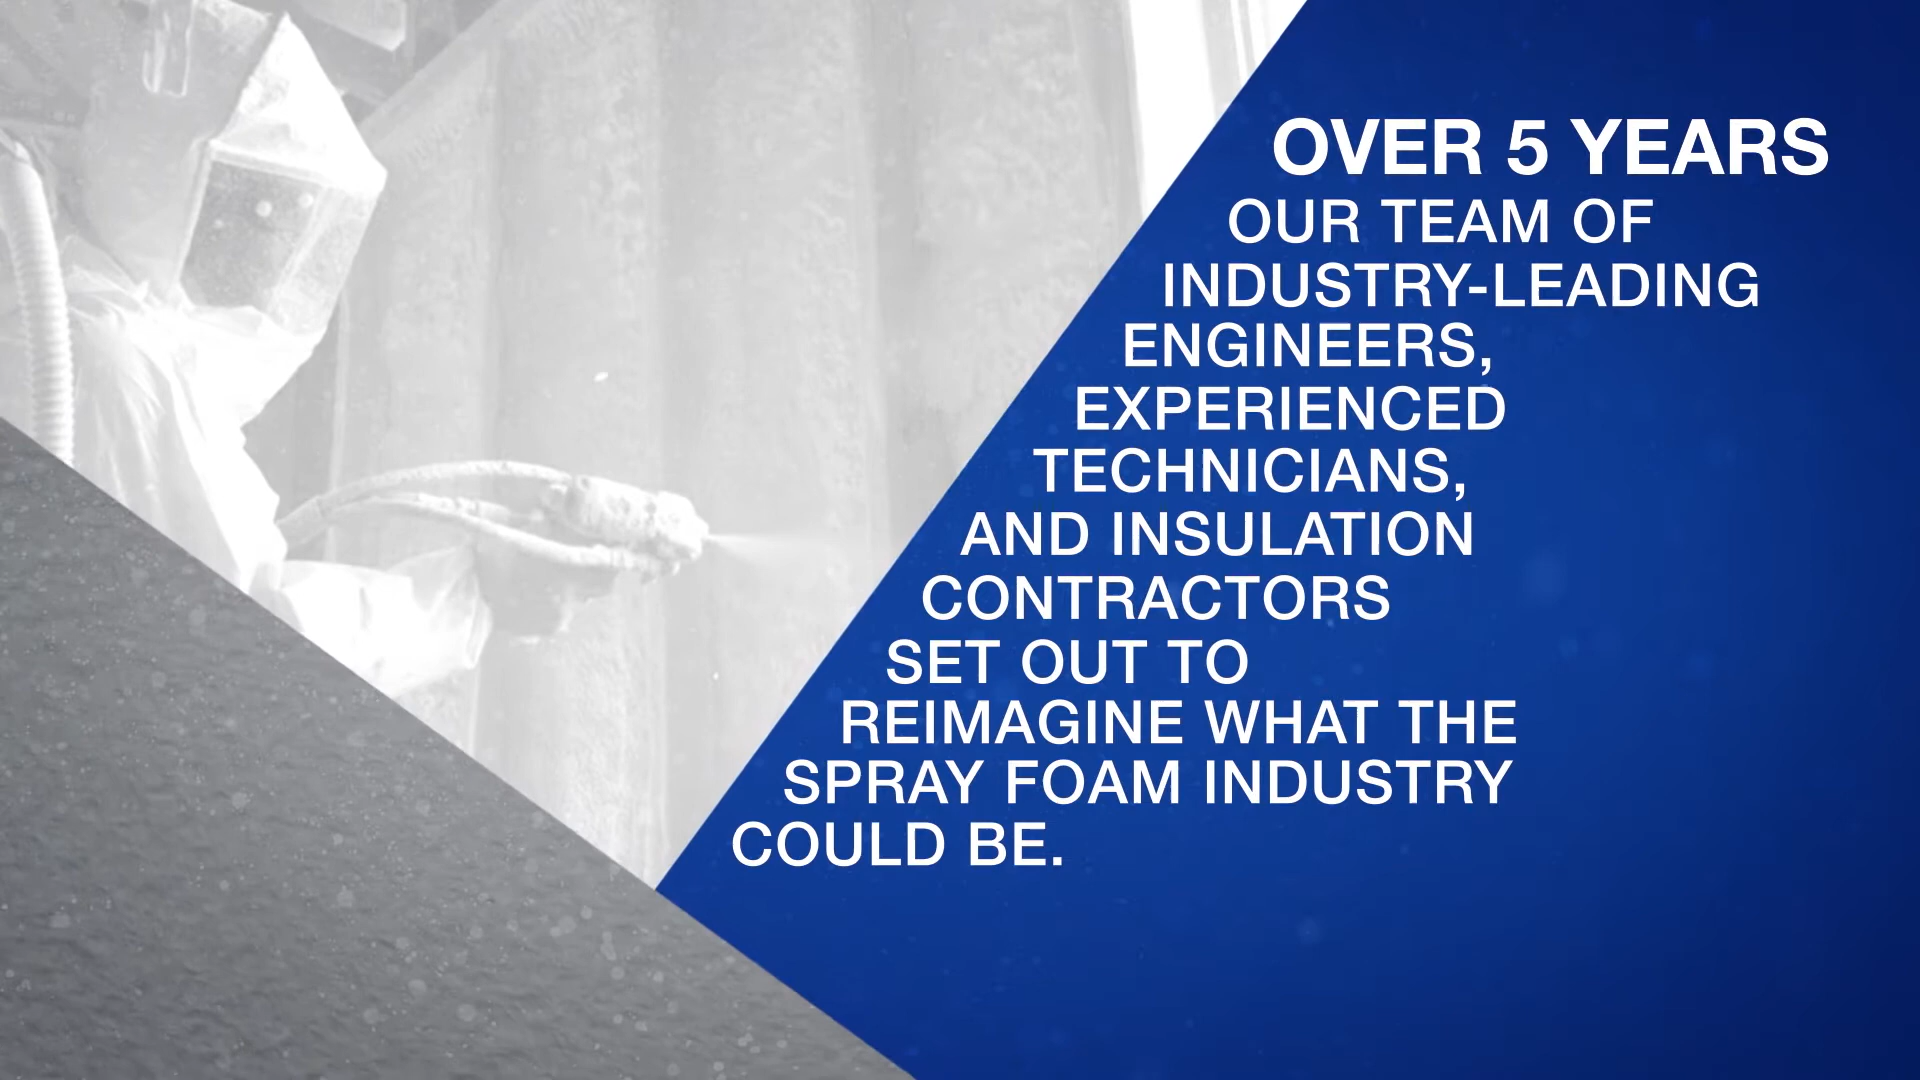 OVER 5 YEARS
OUR TEAM OF
INDUSTRY-LEADING
ENGINEERS,
EXPERIENCED
TECHNICIANS,
AND INSULATION
CONTRACTORS
SET OUT TO
REIMAGINE WHAT THE
SPRAY FOAM INDUSTRY
COULD BE.